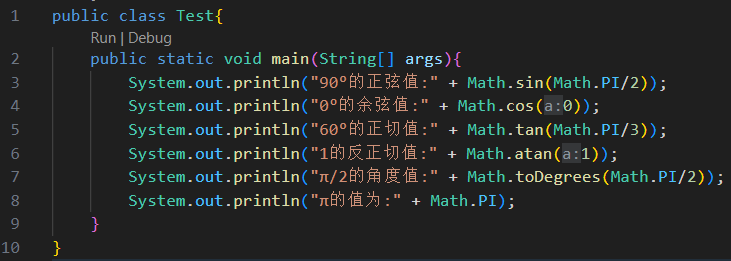 1 public class Test{
Run | Debug
2 public static void main(String[] args){
3 System.out.println("90°的正弦值:" + Math.sin(Math.PI/2));
4 System.out.println("0°的余弦值:" + Math.cos(a:0));
5 System.out.println("60°的正切值:" + Math.tan(Math.PI/3));
6 System.out.println("1的反正切值:" + Math.atan(a:1));
7 System.out.println("π/2的角度值:" + Math.toDegrees(Math.PI/2));
8 System.out.println("π的值为:" + Math.PI);
9 }
10 }